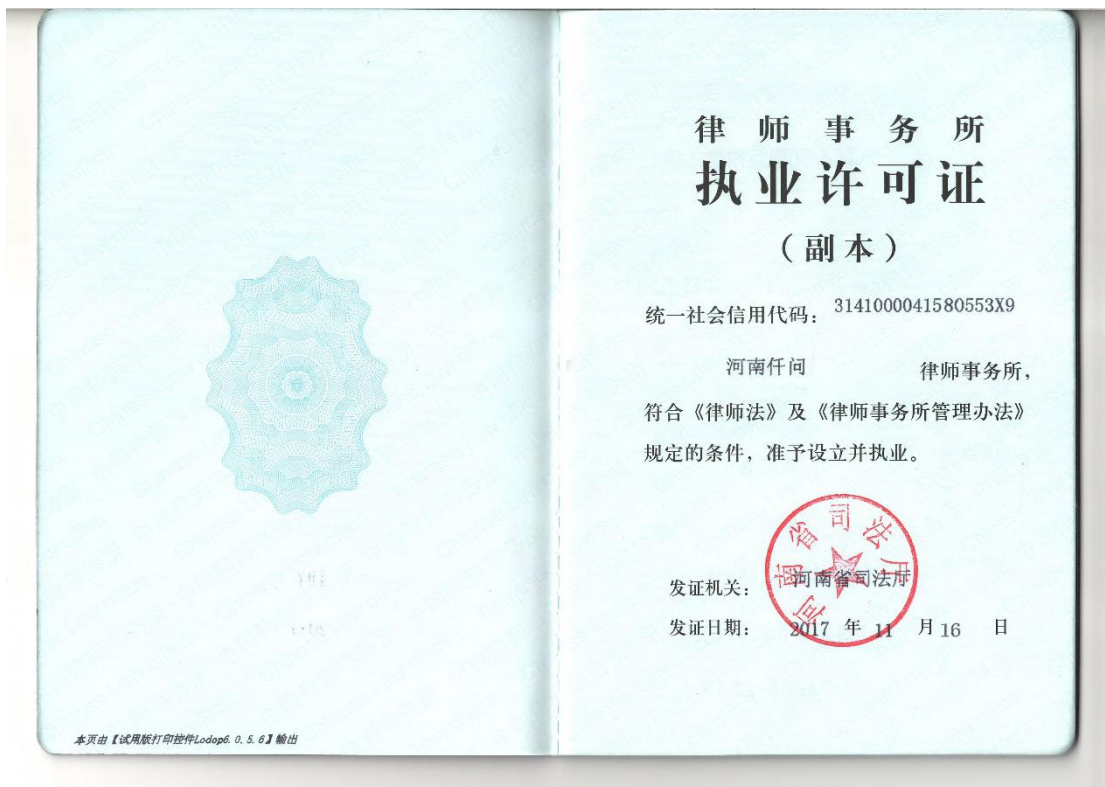 律师事务所
执业许可证
（副本）
统一社会信用代码：3141000041580553X9
河南仟问 律师事务所，
符合《律师法》及《律师事务所管理办法》
规定的条件，准予设立并执业。
河南省司法厅
发证机关：河南省司法厅
发证日期：2017 年 11 月 16 日
本页由【试用版打印控件Lodop6.0.5.6】输出